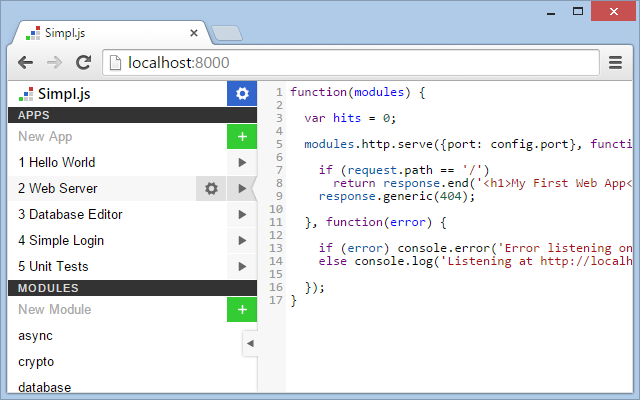 Simpl.js
localhost:8000
Simpl.js
APPS
New App
1 Hello World
2 Web Server
3 Database Editor
4 Simple Login
5 Unit Tests
MODULES
New Module
async
crypto
database
1 function(modules) {
2
3 var hits = 0;
4
5 modules.http.serve({port: config.port}, functi
6
7 if (request.path == '/')
8 return response.end('<h1>My First Web App<
9 response.generic(404);
10
11 }, function(error) {
12
13 if (error) console.error('Error listening on
14 else console.log('Listening at http://localh
15
16 });
17 }